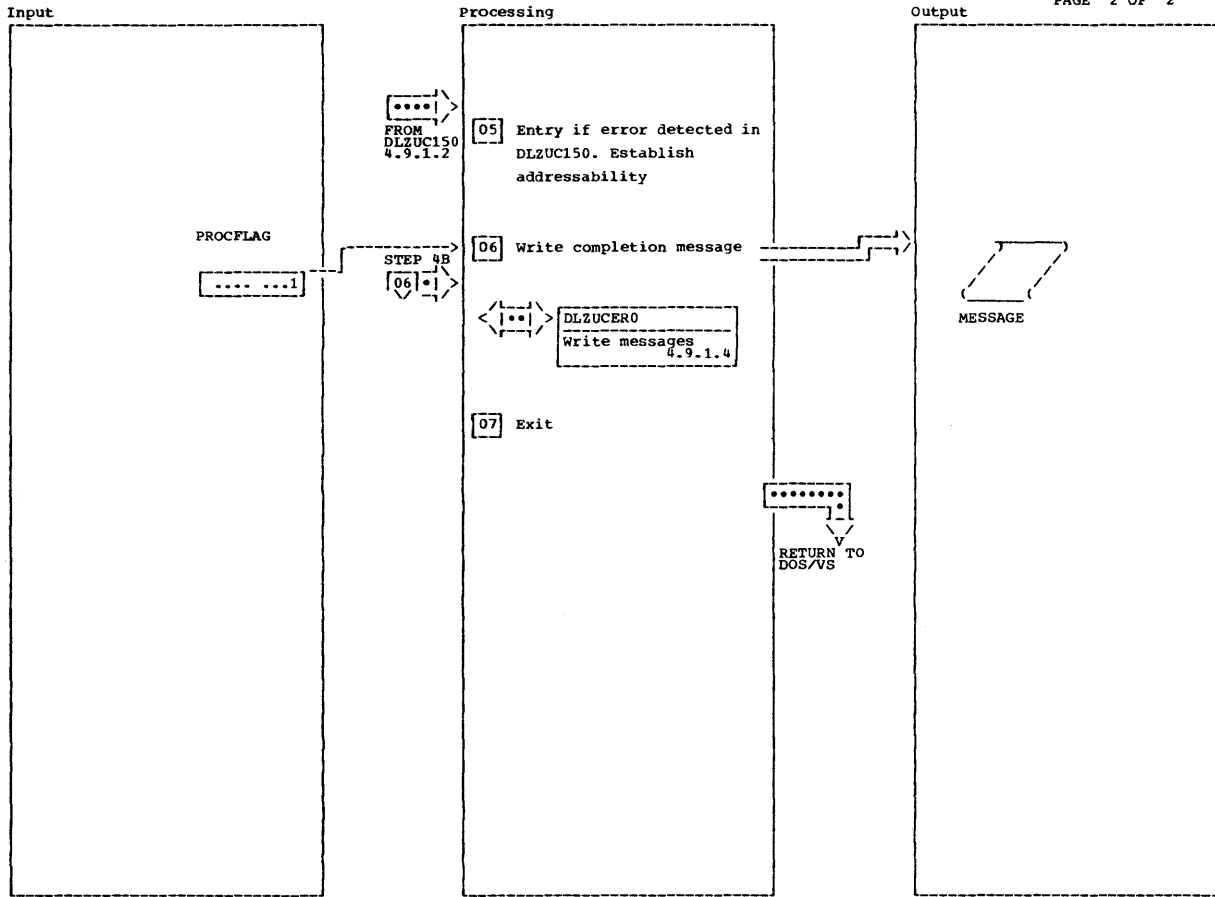 PAGE 2 OF 2
Input
Processing
Output
FROM
DLZUC150
4.9.1.2
05 Entry if error detected in
DLZUC150. Establish
addressability
PROCFLAG
.... ...1
06 Write completion message
STEP 4B
06
DLZUCER0
Write messages
4.9.1.4
MESSAGE
07 Exit
RETURN TO
DOS/VS